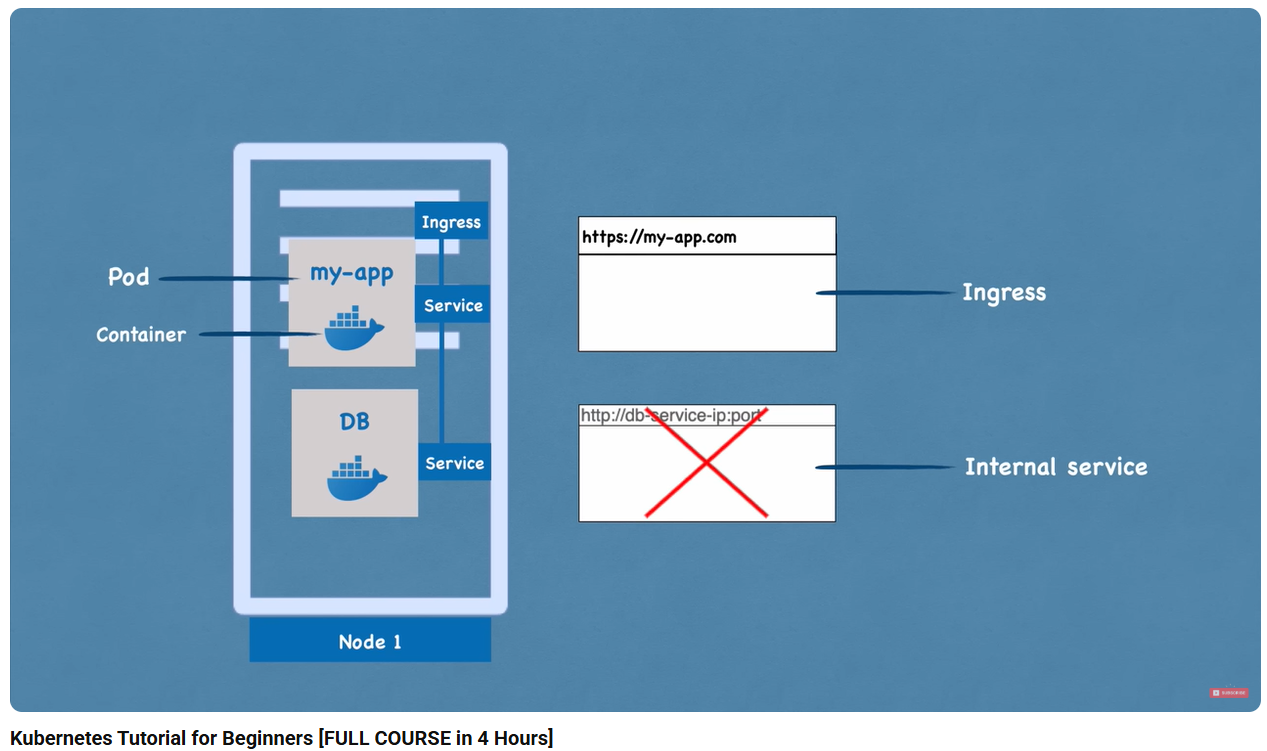 Ingress
Pod
my-app
Service
Container
DB
Service
Node 1
https://my-app.com
Ingress
http://db-service-ip:port
Internal service
SUBSCRIBE
Kubernetes Tutorial for Beginners [FULL COURSE in 4 Hours]